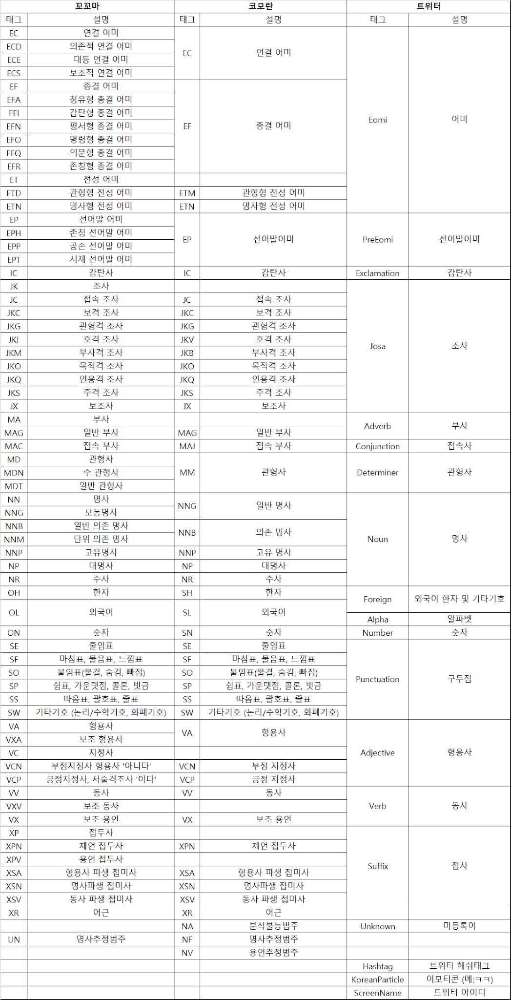 꼬꼬마 코모란 트위터
태그 설명 태그 설명 태그 설명
EC 연결 어미
ECD 의존적 연결 어미
EC 연결 어미
ECE 대등 연결 어미
ECS 보조적 연결 어미
EF 종결 어미
EFA 청유형 종결 어미
EFI 감탄형 종결 어미
Eomi 어미
EFN 평서형 종결 어미
EF 종결 어미
EFO 명령형 종결 어미
EFQ 의문형 종결 어미
EFR 존칭형 종결 어미
ET 전성 어미
ETD 관형형 전성 어미 ETM 관형형 전성 어미
ETN 명사형 전성 어미 ETN 명사형 전성 어미
EP 선어말 어미
EPH 존칭 선어말 어미
EP 선어말어미 PreEomi 선어말어미
EPP 공손 선어말 어미
EPT 시제 선어말 어미
IC 감탄사 IC 감탄사 Exclamation 감탄사
JK 조사
JC 접속 조사 JC 접속 조사
JKC 보격 조사 JKC 보격 조사
JKG 관형격 조사 JKG 관형격 조사
JKI 호격 조사 JKV 호격 조사
Josa 조사
JKM 부사격 조사 JKB 부사격 조사
JKO 목적격 조사 JKO 목적격 조사
JKQ 인용격 조사 JKQ 인용격 조사
JKS 주격 조사 JKS 주격 조사
JX 보조사 JX 보조사
MA 부사
Adverb 부사
MAG 일반 부사 MAG 일반 부사
MAC 접속 부사 MAJ 접속 부사 Conjunction 접속사
MD 관형사
MDN 수 관형사 MM 관형사 Determiner 관형사
MDT 일반 관형사
NN 명사
NNG 일반 명사
NNG 보통명사
NNB 일반 의존 명사
NNB 의존 명사
NNM 단위 의존 명사 Noun 명사
NNP 고유명사 NNP 고유 명사
NP 대명사 NP 대명사
NR 수사 NR 수사
OH 한자 SH 한자
Foreign 외국어 한자 및 기타기호
OL 외국어 SL 외국어
Alpha 알파벳
ON 숫자 SN 숫자 Number 숫자
SE 줄임표 SE 줄임표
SF 마침표, 물음표, 느낌표 SF 마침표, 물음표, 느낌표
SO 붙임표(물결, 숨김, 빠짐) SO 붙임표(물결, 숨김, 빠짐)
Punctuation 구두점
SP 쉼표, 가운뎃점, 콜론, 빗금 SP 쉼표, 가운뎃점, 콜론, 빗금
SS 따옴표, 괄호표, 줄표 SS 따옴표, 괄호표, 줄표
SW 기타기호 (논리/수학기호, 화폐기호) SW 기타기호 (논리/수학기호, 화폐기호)
VA 형용사
VA 형용사
VXA 보조 형용사
VC 지정사 Adjective 형용사
VCN 부정지정사 형용사 '아니다' VCN 부정 지정사
VCP 긍정지정사, 서술격조사 '이다' VCP 긍정 지정사
VV 동사 VV 동사
VXV 보조 동사 Verb 동사
VX 보조 용언 VX 보조 용언
XP 접두사
XPN 체언 접두사 XPN 체언 접두사
XPV 용언 접두사
Suffix 접사
XSA 형용사 파생 접미사 XSA 형용사 파생 접미사
XSN 명사파생 접미사 XSN 명사파생 접미사
XSV 동사 파생 접미사 XSV 동사 파생 접미사
XR 어근 XR 어근
NA 분석불능범주 Unknown 미등록어
UN 명사추정범주 NF 명사추정범주
NV 용언추정범주
Hashtag 트위터 해쉬태그
KoreanParticle 이모티콘 (예:ㅋㅋ)
ScreenName 트위터 아이디